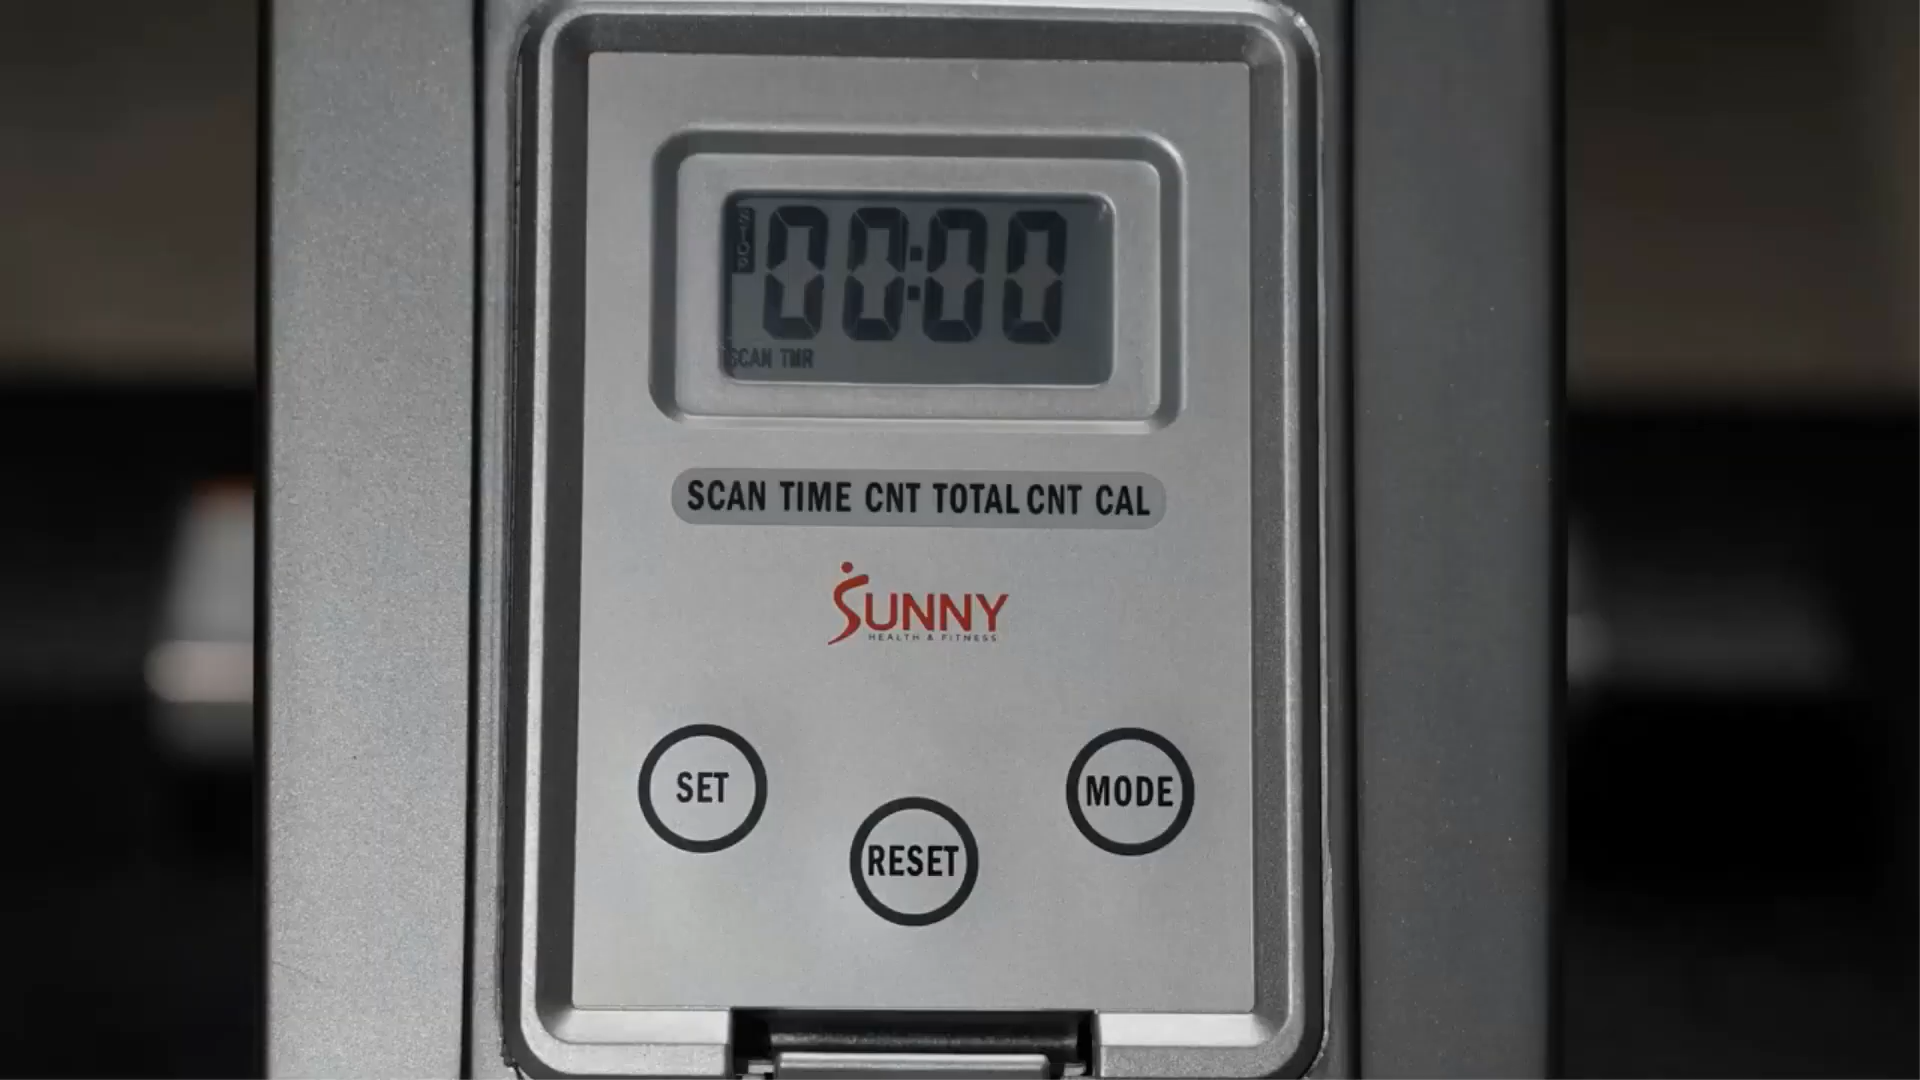 STOP
00:00
SCAN TMR
SCAN TIME CNT TOTAL CNT CAL
SUNNY
HEALTH & FITNESS
SET
MODE
RESET